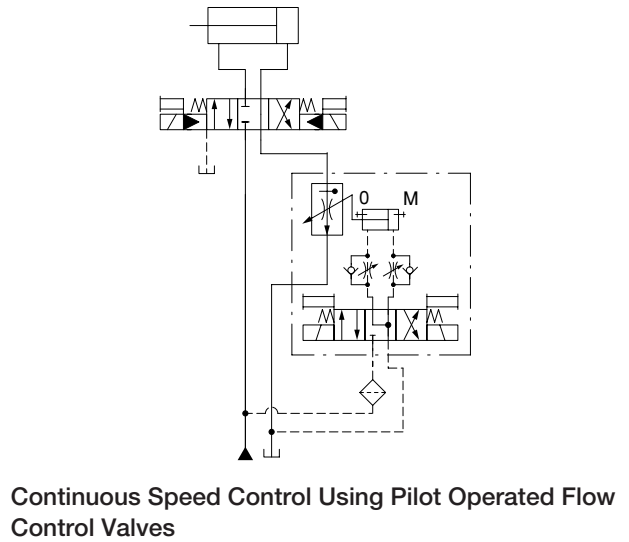 0 M
Continuous Speed Control Using Pilot Operated Flow
Control Valves